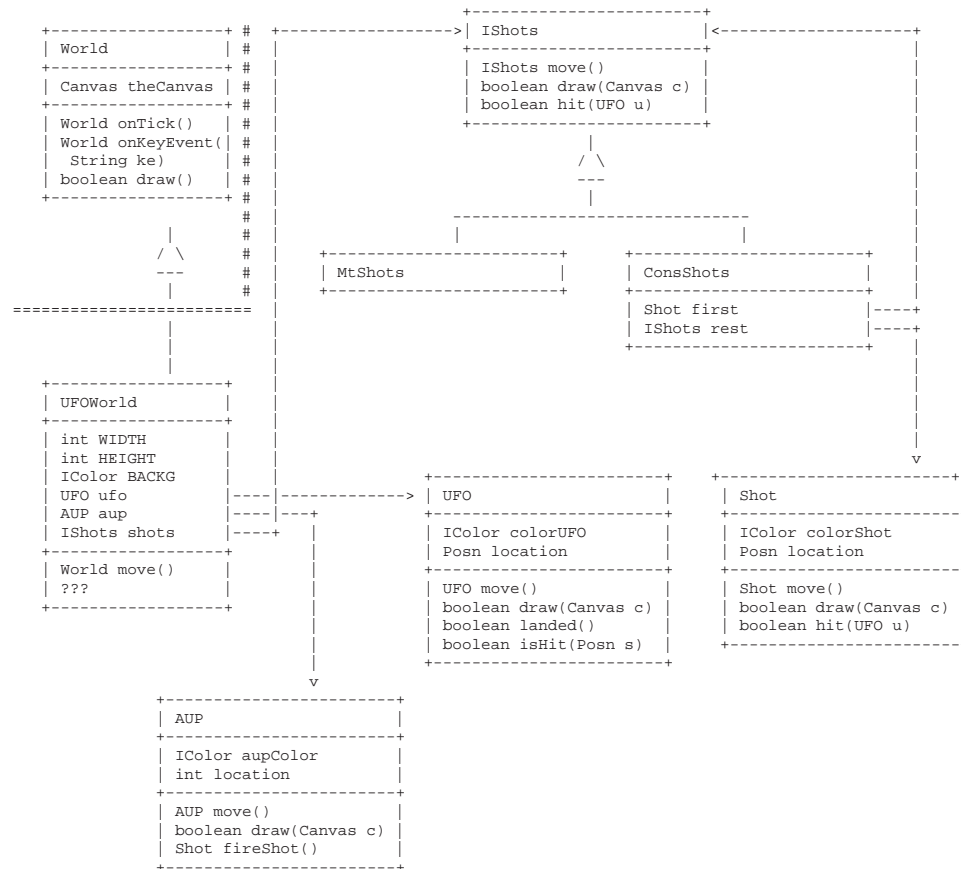 IShots
IShots move()
boolean draw(Canvas c)
boolean hit(UFO u)
World
Canvas theCanvas
World onTick()
World onKeyEvent(
String ke)
boolean draw()
MtShots
ConsShots
Shot first
IShots rest
UFOWorld
int WIDTH
int HEIGHT
IColor BACKG
UFO ufo
AUP aup
IShots shots
World move()
???
UFO
IColor colorUFO
Posn location
UFO move()
boolean draw(Canvas c)
boolean landed()
boolean isHit(Posn s)
Shot
IColor colorShot
Posn location
Shot move()
boolean draw(Canvas c)
boolean hit(UFO u)
AUP
IColor aupColor
int location
AUP move()
boolean draw(Canvas c)
Shot fireShot()